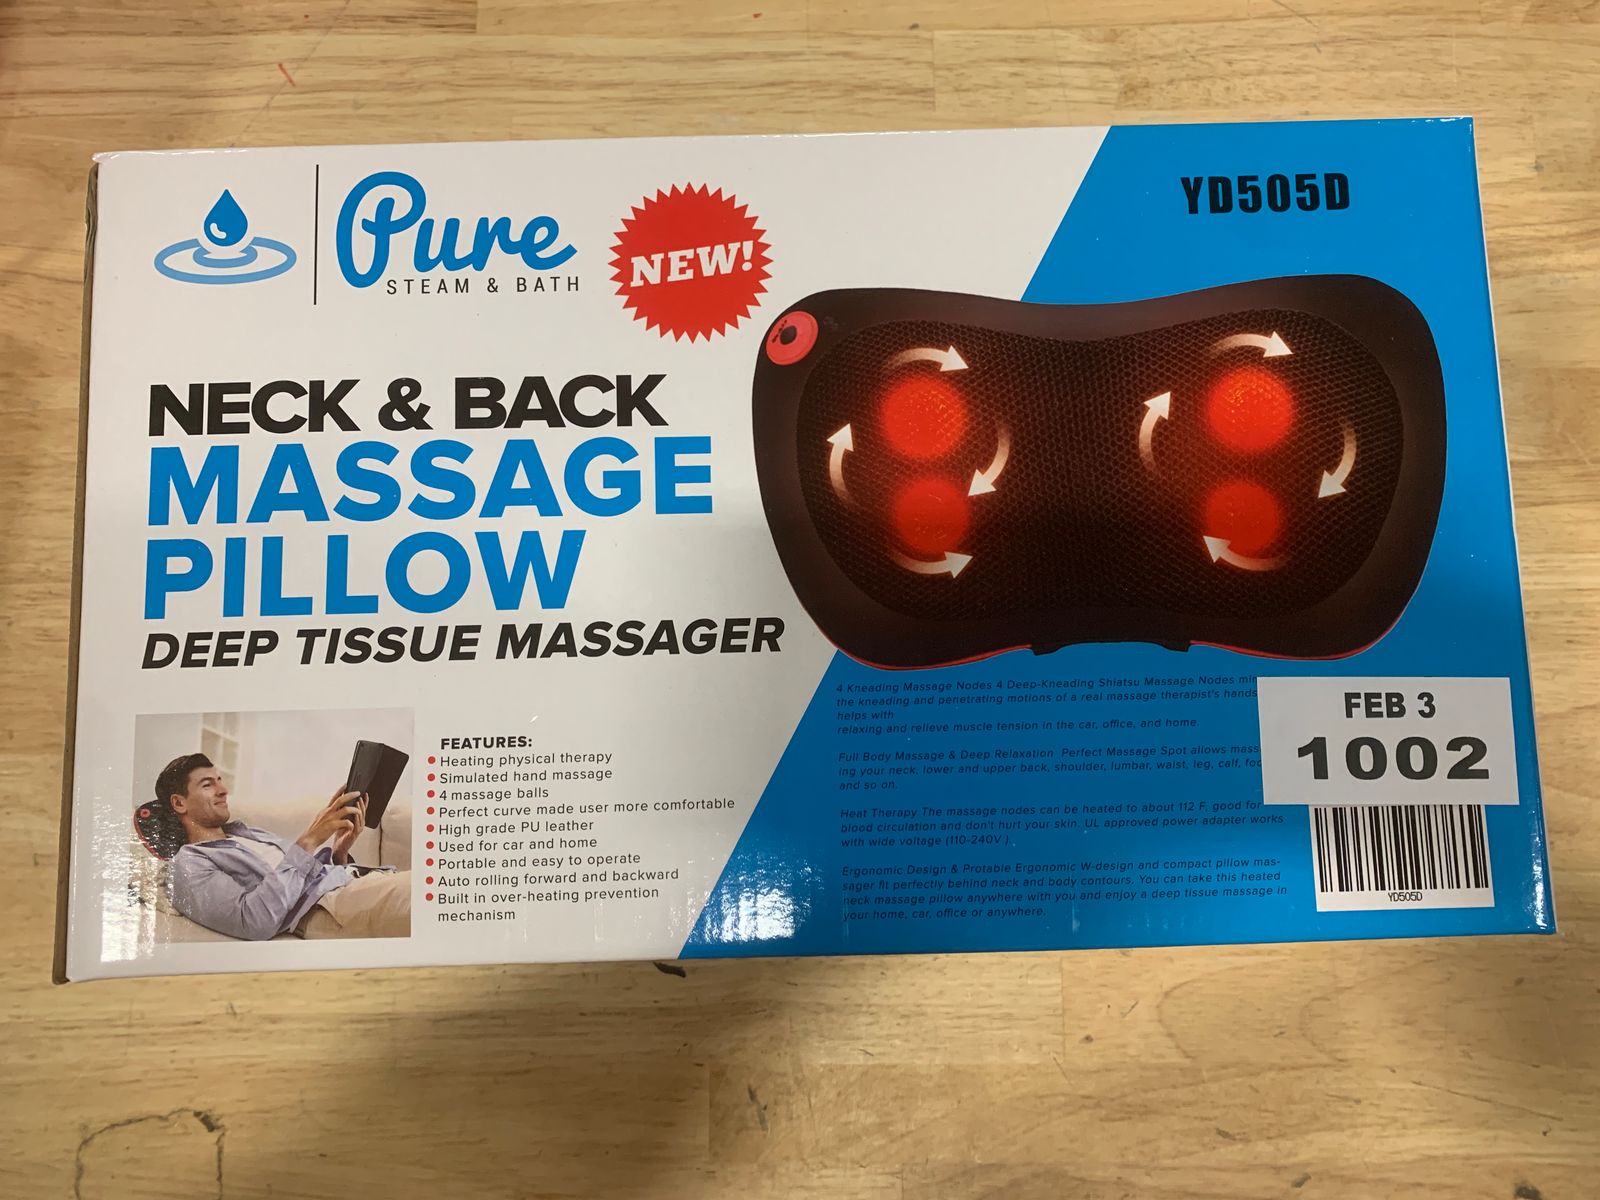 Pure
STEAM & BATH
NEW!
YD505D
NECK & BACK
MASSAGE
PILLOW
DEEP TISSUE MASSAGER
FEATURES:
Heating physical therapy
Simulated hand massage
4 massage balls
Perfect curve made user more comfortable
High grade PU leather
Used for car and home
Portable and easy to operate
Auto rolling forward and backward
Built in over-heating prevention
mechanism
4 Kneading Massage Nodes 4 Deep-Kneading Shiatsu Massage Nodes
the kneading and penetrating motions of a real massage therapist's hands
helps with
relaxing and relieve muscle tension in the car, office, and home.
Full Body Massage & Deep Relaxation Perfect Massage Spot allows
ing your neck, lower and upper back, shoulder, lumbar, waist, leg, calf,
and so on.
Heat Therapy The massage nodes can be heated to about 112 F, good for
blood circulation and don't hurt your skin. UL approved power adapter works
with wide voltage (110-240V ).
Ergonomic Design & Protable Ergonomic W-design and compact pillow mas-
sager fit perfectly behind neck and body contours. You can take this heated
neck massage pillow anywhere with you and enjoy a deep tissue massage in
your home, car, office or anywhere.
FEB 3
1002
YD505D